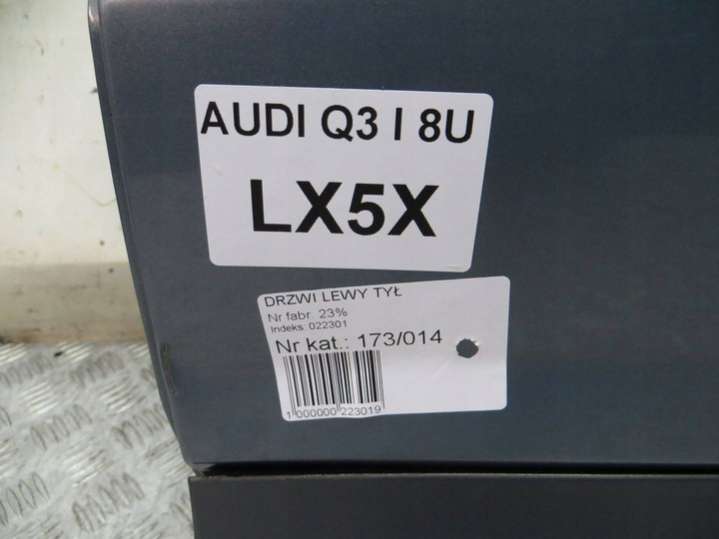 AUDI Q3 I 8U
LX5X
DRZWI LEWY TYŁ
Nr fabr. 23%
Indeks: 022301
Nr kat.: 173/014
1 000000 223019